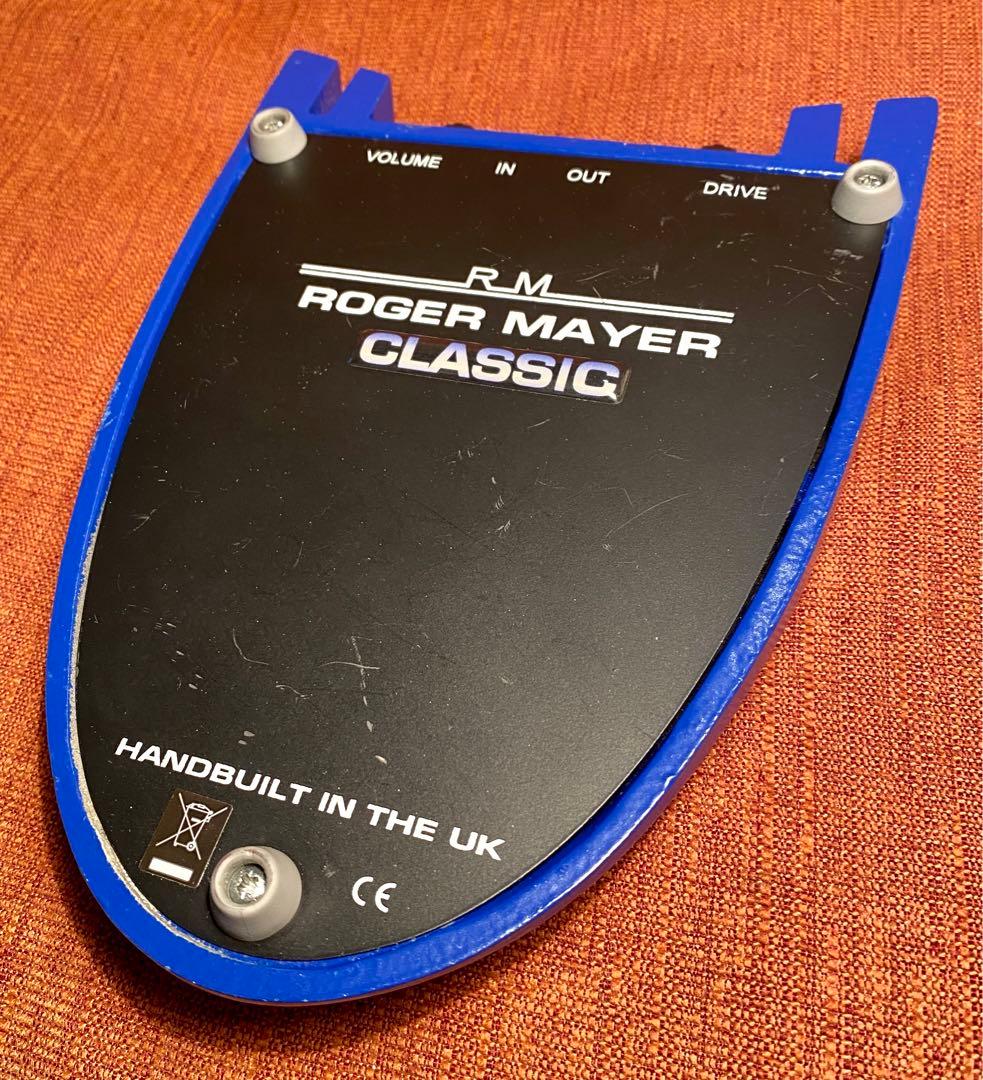 VOLUME IN OUT DRIVE
RM
ROGER MAYER
CLASSIC
HANDBUILT IN THE UK
CE